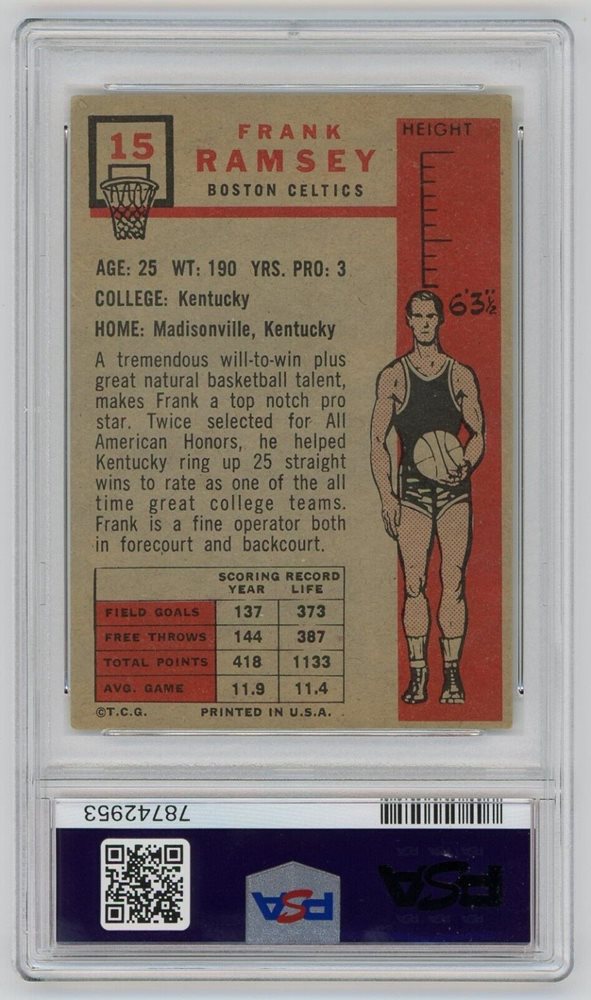 15
FRANK
RAMSEY
BOSTON CELTICS
HEIGHT
6'3½"
AGE: 25 WT: 190 YRS. PRO: 3
COLLEGE: Kentucky
HOME: Madisonville, Kentucky
A tremendous will-to-win plus
great natural basketball talent,
makes Frank a top notch pro
star. Twice selected for All
American Honors, he helped
Kentucky ring up 25 straight
wins to rate as one of the all
time great college teams.
Frank is a fine operator both
in forecourt and backcourt.
SCORING RECORD
YEAR LIFE
FIELD GOALS 137 373
FREE THROWS 144 387
TOTAL POINTS 418 1133
AVG. GAME 11.9 11.4
©T.C.G. PRINTED IN U.S.A.
78742953
PSA
PSA